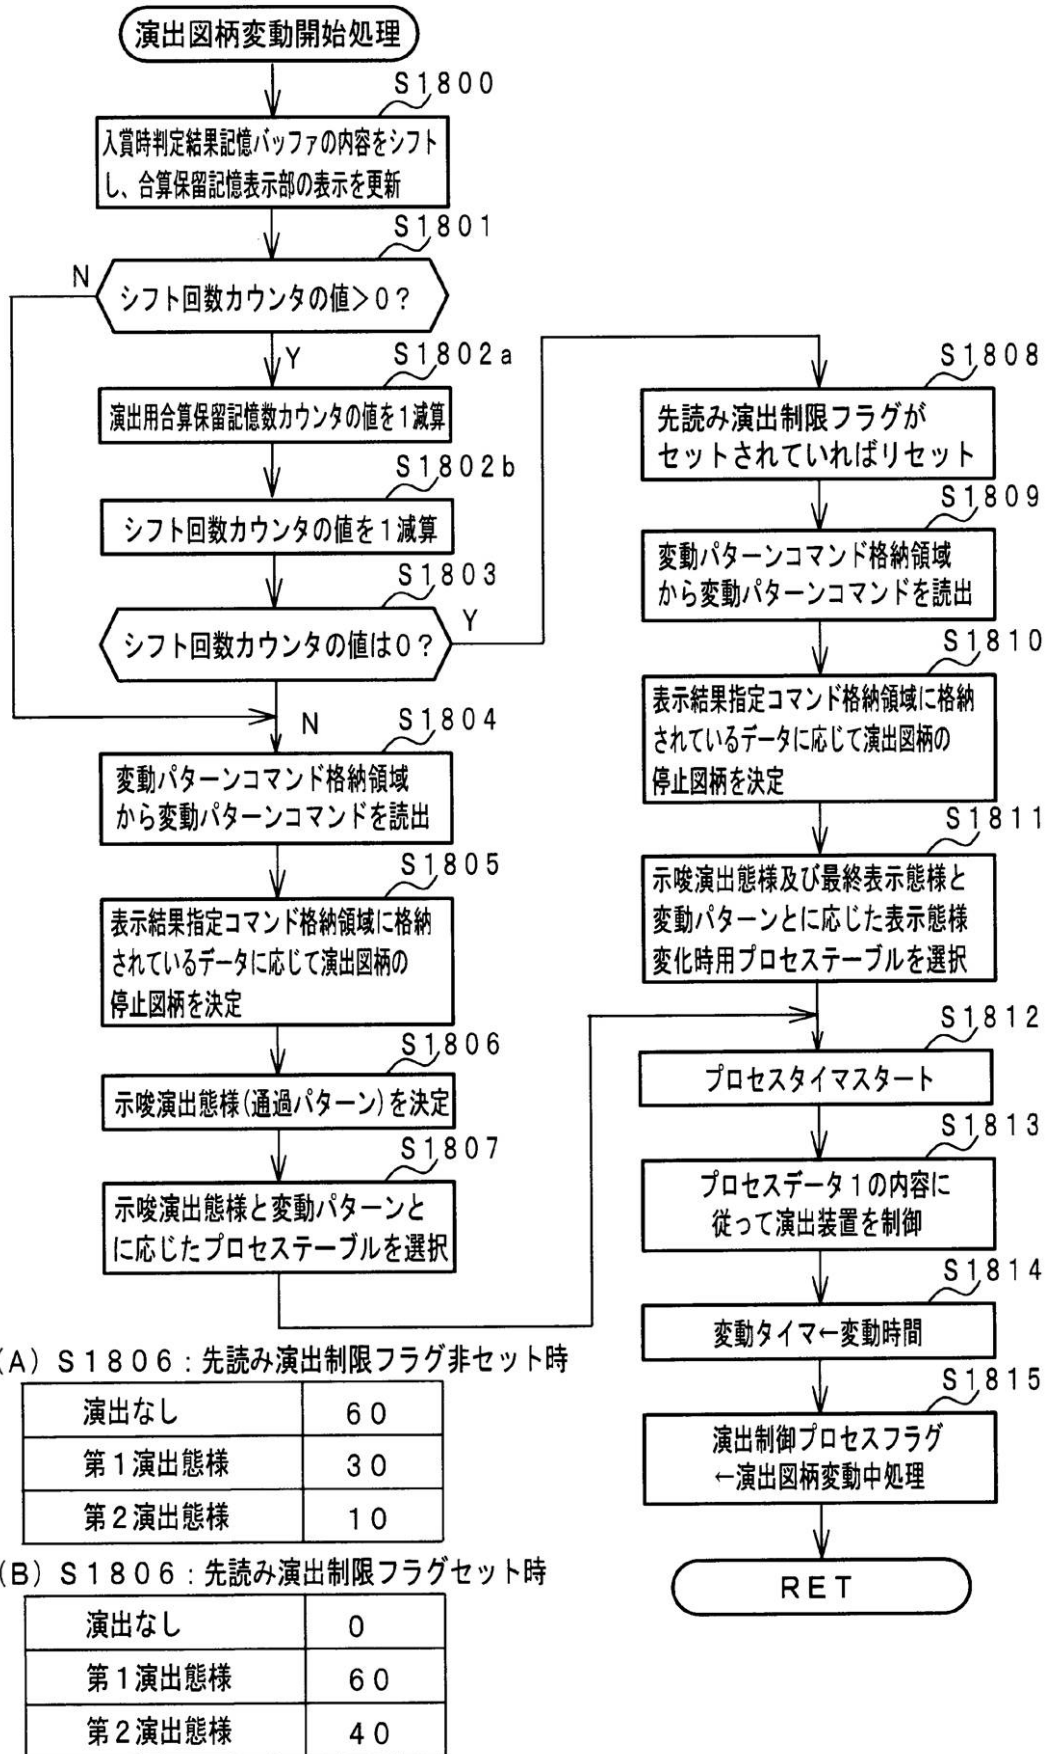 演出図柄変動開始処理
S1800
入賞時判定結果記憶バッファの内容をシフト
し、合算保留記憶表示部の表示を更新
S1801
N
シフト回数カウンタの値>0?
Y
S1802a
演出用合算保留記憶数カウンタの値を1減算
S1802b
シフト回数カウンタの値を1減算
S1803
シフト回数カウンタの値は0?
Y
N
S1804
変動パターンコマンド格納領域
から変動パターンコマンドを読出
S1805
表示結果指定コマンド格納領域に格納
されているデータに応じて演出図柄の
停止図柄を決定
S1806
示唆演出態様(通過パターン)を決定
S1807
示唆演出態様と変動パターンと
に応じたプロセステーブルを選択
S1808
先読み演出制限フラグが
セットされていればリセット
S1809
変動パターンコマンド格納領域
から変動パターンコマンドを読出
S1810
表示結果指定コマンド格納領域に格納
されているデータに応じて演出図柄の
停止図柄を決定
S1811
示唆演出態様及び最終表示態様と
変動パターンとに応じた表示態様
変化時用プロセステーブルを選択
S1812
プロセスタイマスタート
S1813
プロセスデータ1の内容に
従って演出装置を制御
S1814
変動タイマ←変動時間
S1815
演出制御プロセスフラグ
←演出図柄変動中処理
RET
(A) S1806:先読み演出制限フラグ非セット時
演出なし 60
第1演出態様 30
第2演出態様 10
(B) S1806:先読み演出制限フラグセット時
演出なし 0
第1演出態様 60
第2演出態様 40